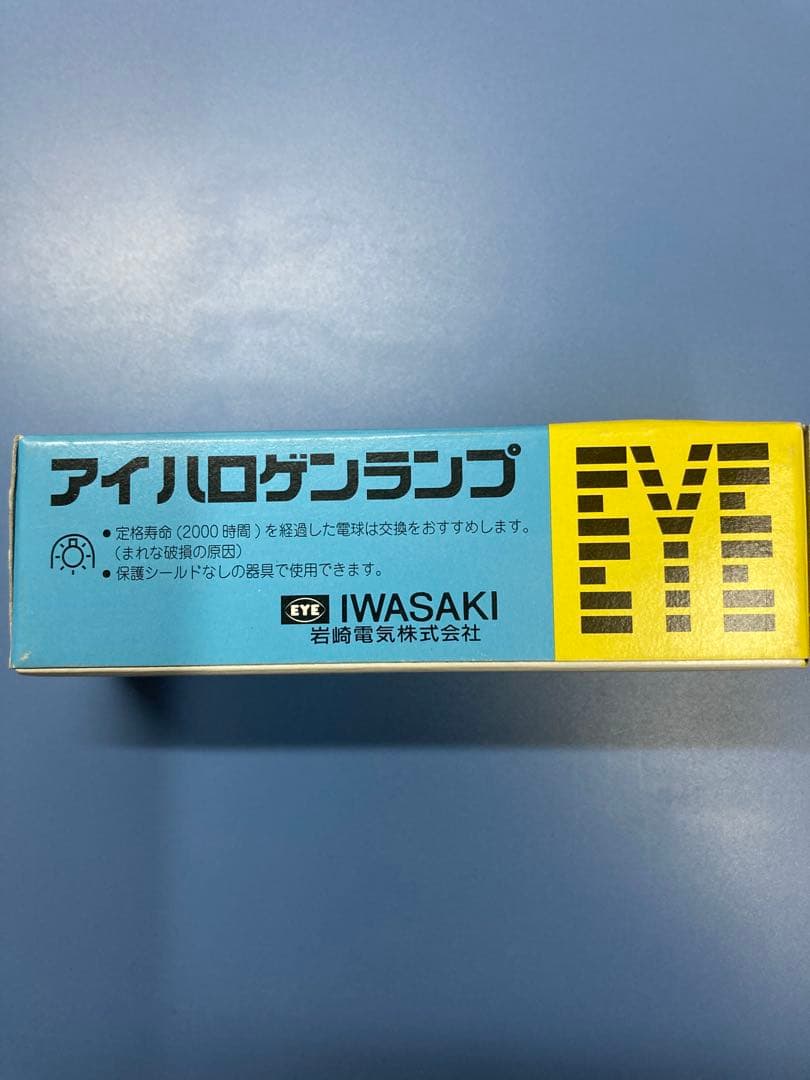 アイハロゲンランプ
● 定格寿命(2000時間)を経過した電球は交換をおすすめします。
(まれな破損の原因)
● 保護シールドなしの器具で使用できます。
EYE IWASAKI
岩崎電気株式会社
EYE
EYE